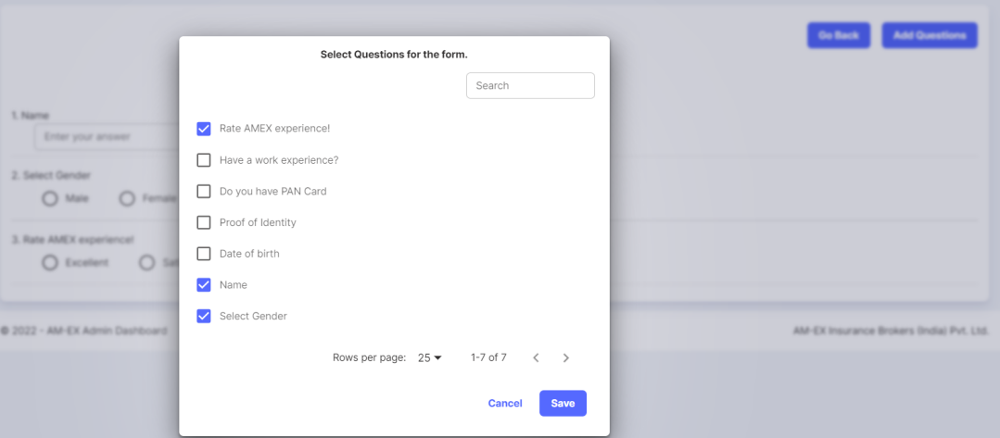 Go Back
Add Questions
Select Questions for the form.
Search
1. Name
Enter your answer
Rate AMEX experience!
Have a work experience?
2. Select Gender
Male
Female
Do you have PAN Card
Proof of Identity
3. Rate AMEX experience!
Excellent
Date of birth
Name
Select Gender
© 2022 - AM-EX Admin Dashboard
AM-EX Insurance Brokers (India) Pvt. Ltd.
Rows per page: 25
1-7 of 7
Cancel
Save